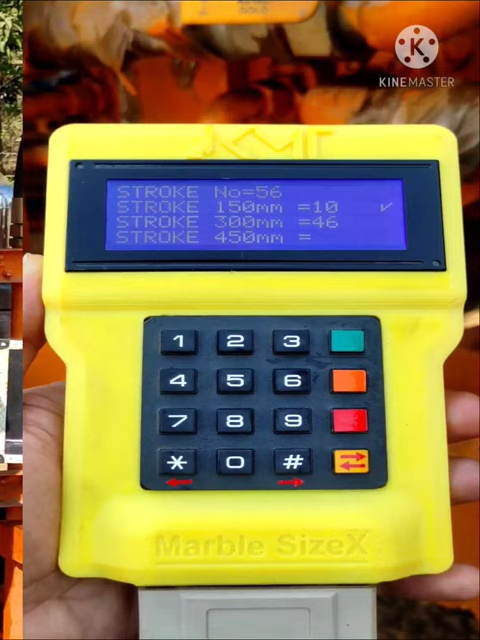 KINEMASTER
JKMT
STROKE No=56
STROKE 150mm =10 ✓
STROKE 300mm =46
STROKE 450mm =
1 2 3
4 5 6
7 8 9
* 0 #
Marble SizeX